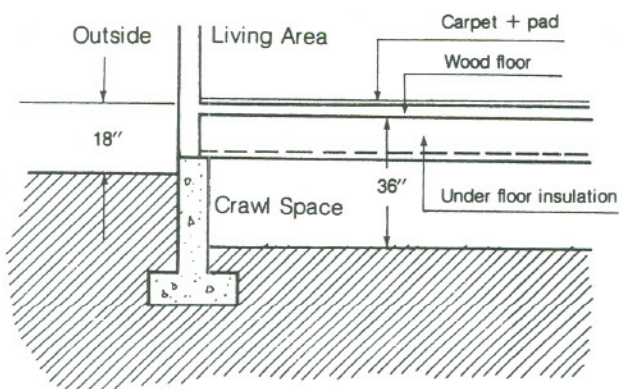 Carpet + pad
Outside
Living Area
Wood floor
18″
36″
Under floor insulation
Crawl Space